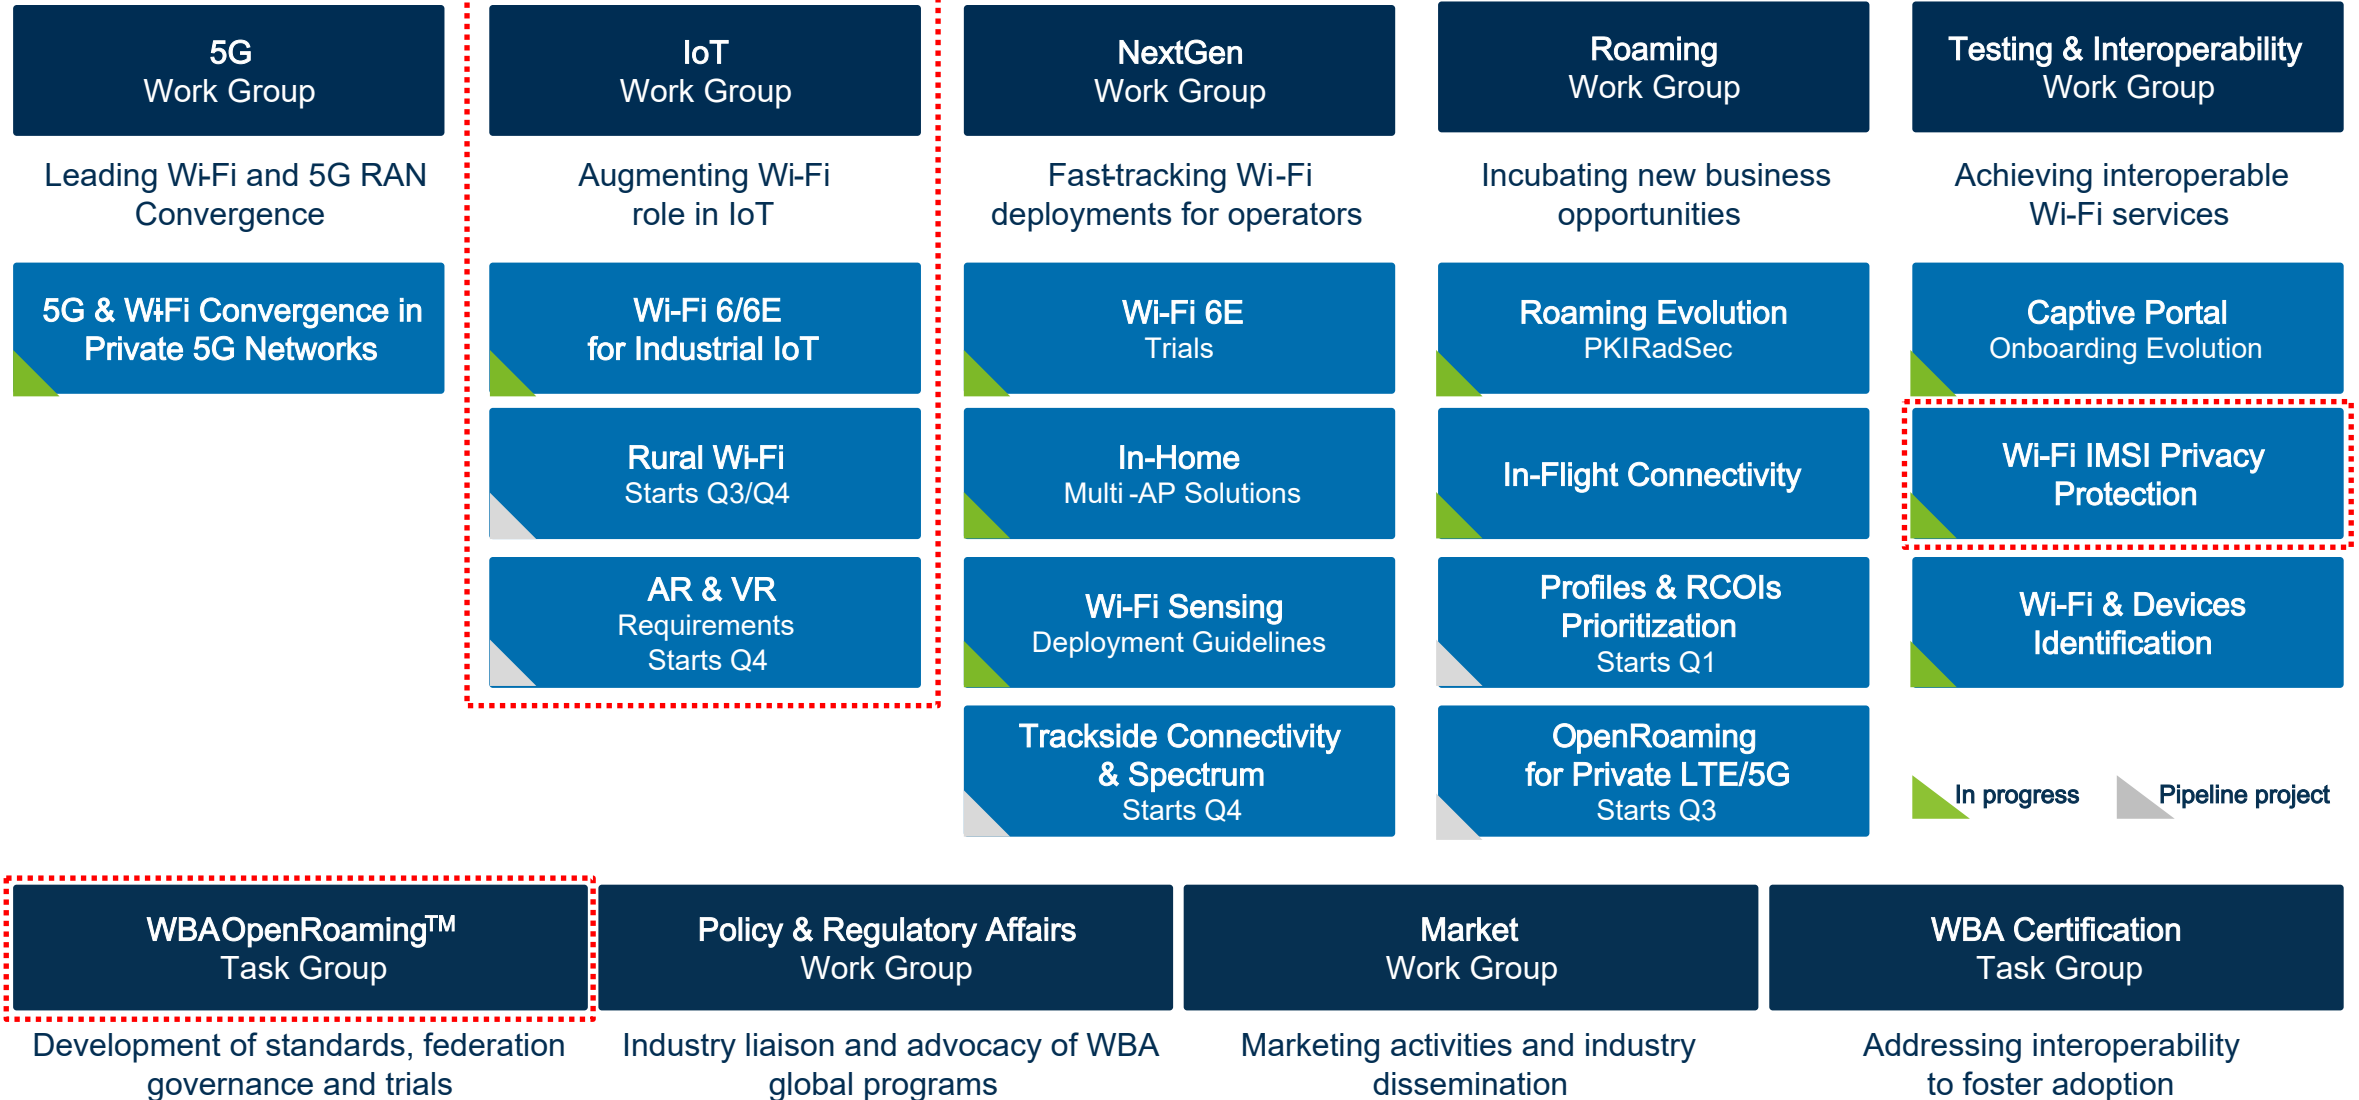 5G
Work Group
Leading Wi-Fi and 5G RAN
Convergence
5G & Wi-Fi Convergence in
Private 5G Networks
IoT
Work Group
Augmenting Wi-Fi
role in IoT
Wi-Fi 6/6E
for Industrial IoT
Rural Wi-Fi
Starts Q3/Q4
AR & VR
Requirements
Starts Q4
NextGen
Work Group
Fast-tracking Wi-Fi
deployments for operators
Wi-Fi 6E
Trials
In-Home
Multi-AP Solutions
Wi-Fi Sensing
Deployment Guidelines
Trackside Connectivity
& Spectrum
Starts Q4
Roaming
Work Group
Incubating new business
opportunities
Roaming Evolution
PKIRadSec
In-Flight Connectivity
Profiles & RCOIs
Prioritization
Starts Q1
OpenRoaming
for Private LTE/5G
Starts Q3
Testing & Interoperability
Work Group
Achieving interoperable
Wi-Fi services
Captive Portal
Onboarding Evolution
Wi-Fi IMSI Privacy
Protection
Wi-Fi & Devices
Identification
In progress
Pipeline project
WBAOpenRoaming™
Task Group
Development of standards, federation
governance and trials
Policy & Regulatory Affairs
Work Group
Industry liaison and advocacy of WBA
global programs
Market
Work Group
Marketing activities and industry
dissemination
WBA Certification
Task Group
Addressing interoperability
to foster adoption